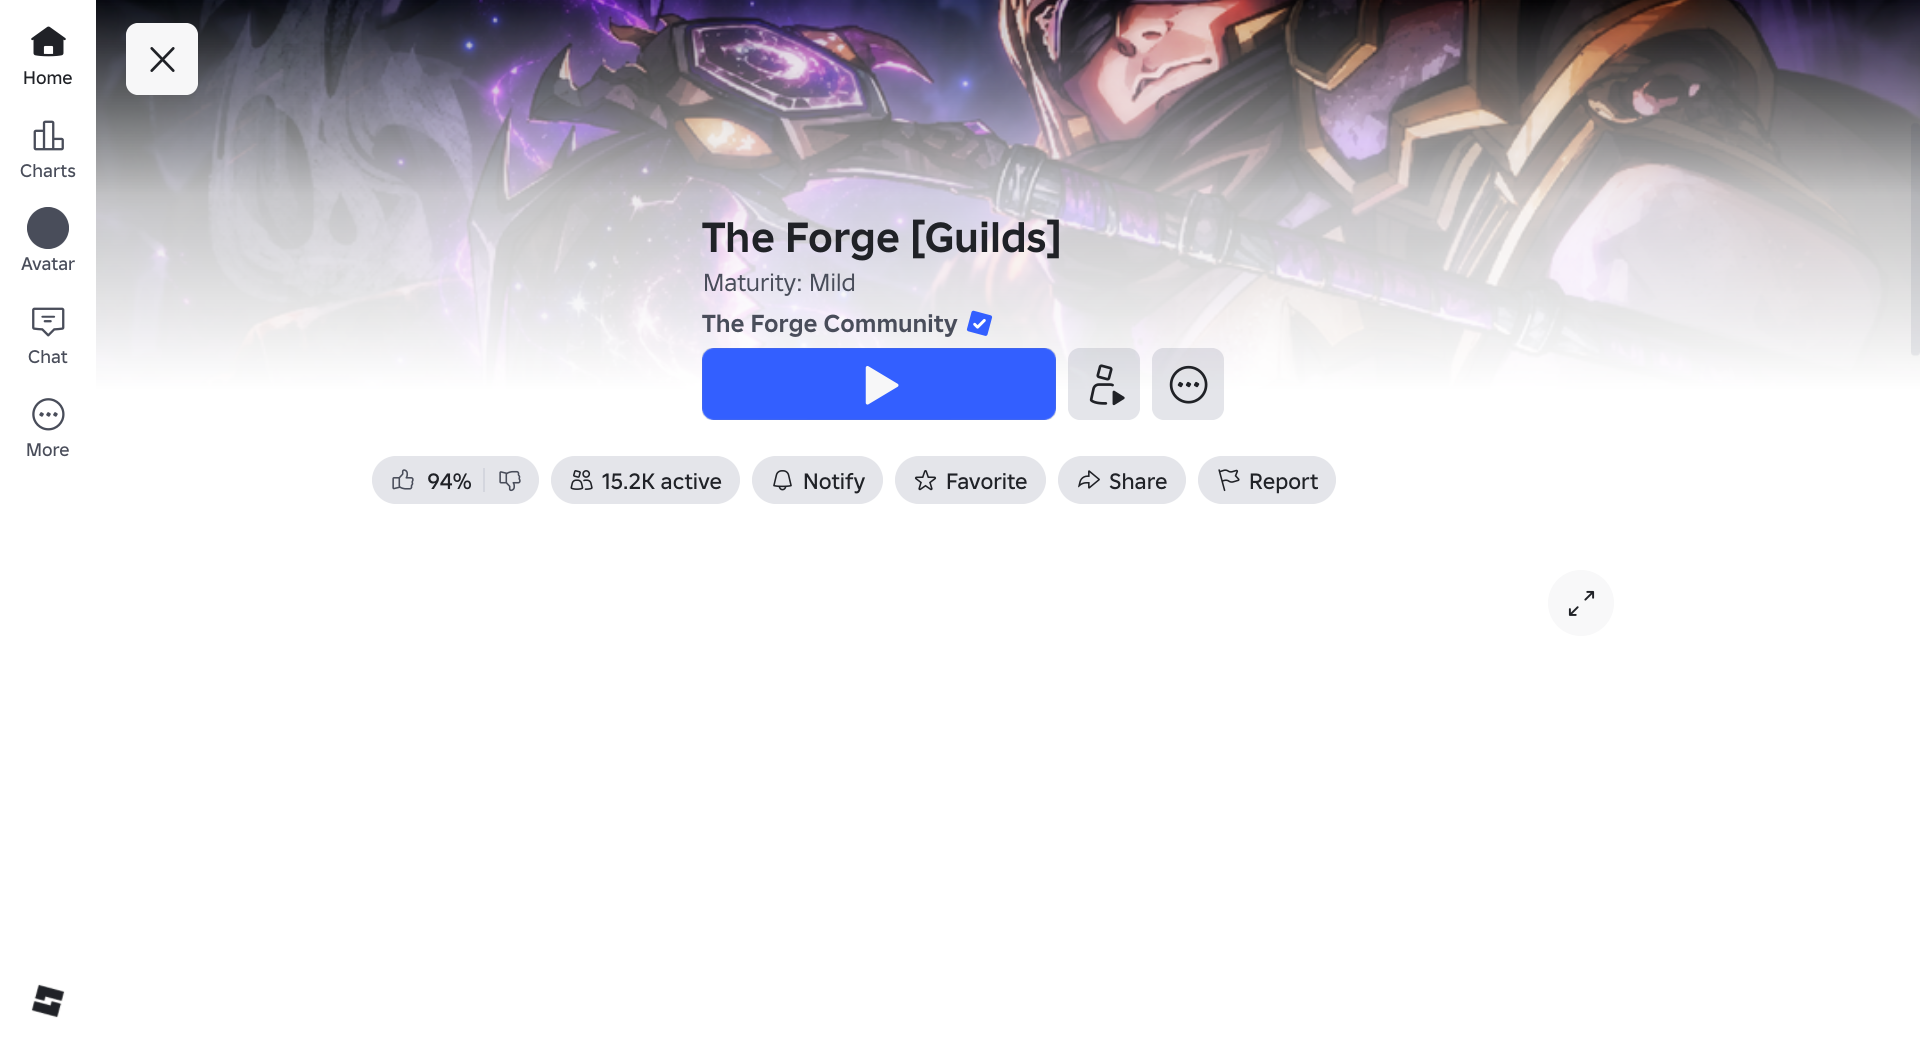 Home
Charts
Avatar
Chat
More
The Forge [Guilds]
Maturity: Mild
The Forge Community
94%
15.2K active
Notify
Favorite
Share
Report